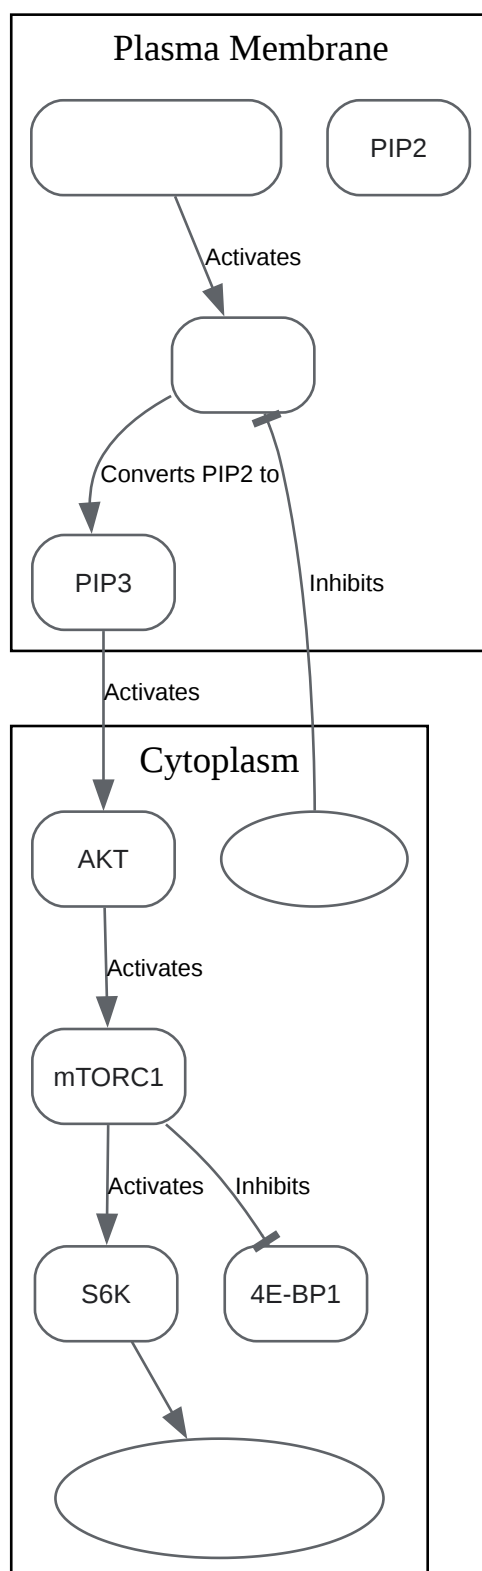 Plasma Membrane
PIP2
Activates
Converts PIP2 to
PIP3
Inhibits
Activates
Cytoplasm
AKT
Activates
mTORC1
Activates
Inhibits
S6K
4E-BP1